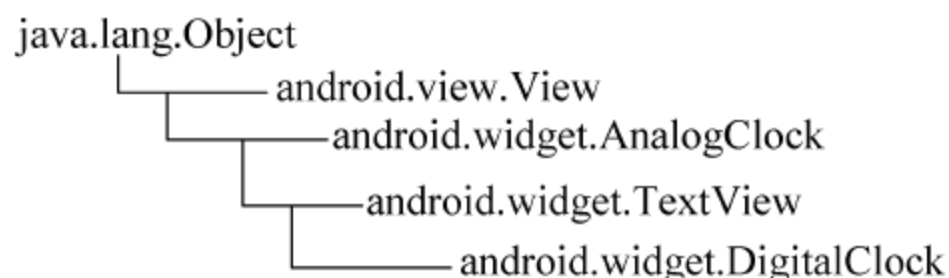 java.lang.Object
android.view.View
android.widget.AnalogClock
android.widget.TextView
android.widget.DigitalClock